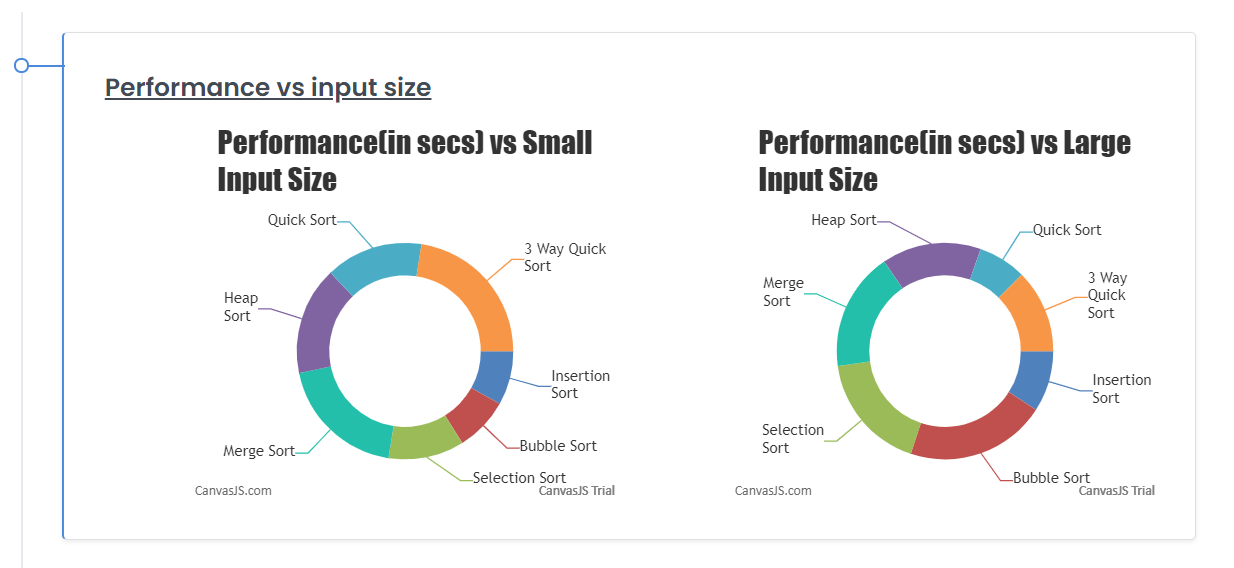 Performance vs input size
Performance(in secs) vs Small
Input Size
Quick Sort
3 Way Quick
Sort
Heap
Sort
Insertion
Sort
Merge Sort
Bubble Sort
Selection Sort
CanvasJS.com
CanvasJS Trial
Performance(in secs) vs Large
Input Size
Heap Sort
Quick Sort
3 Way
Quick
Sort
Merge
Sort
Insertion
Sort
Selection
Sort
Bubble Sort
CanvasJS.com
CanvasJS Trial